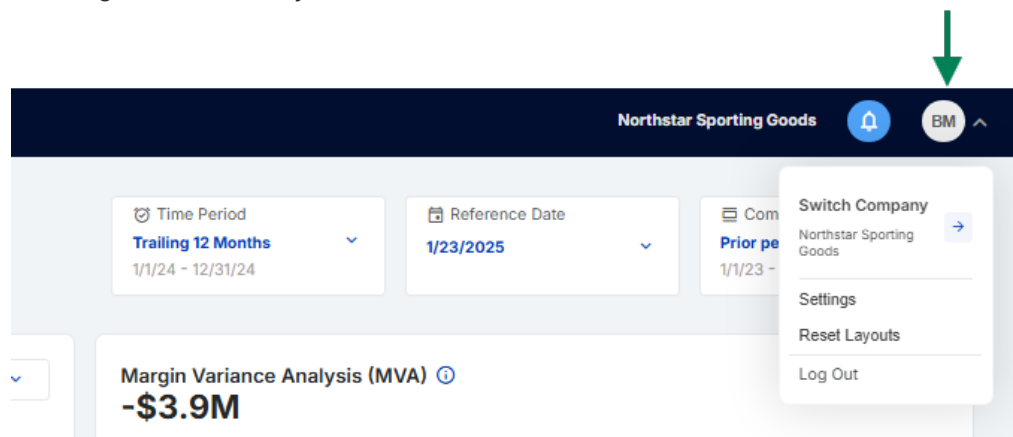 Northstar Sporting Goods
BM
Time Period
Trailing 12 Months
1/1/24 - 12/31/24
Reference Date
1/23/2025
Com
Prior pe
1/1/23 -
Switch Company
Northstar Sporting
Goods
Settings
Reset Layouts
Log Out
Margin Variance Analysis (MVA)
-$3.9M